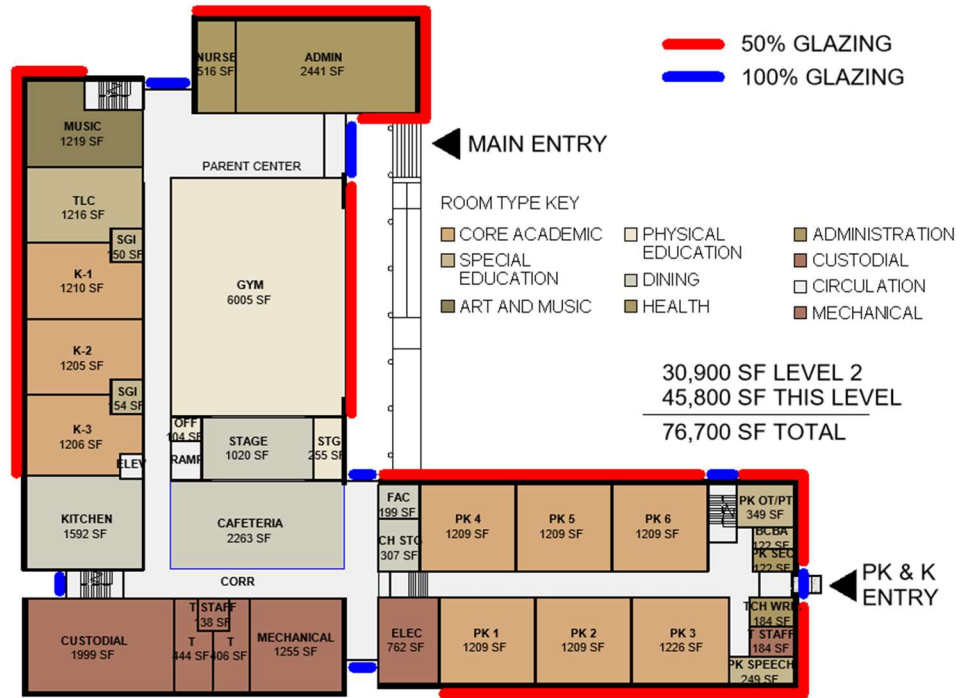 50% GLAZING
100% GLAZING
NURSE
516 SF
ADMIN
2441 SF
MAIN ENTRY
MUSIC
1219 SF
PARENT CENTER
TLC
1216 SF
SGI
150 SF
K-1
1210 SF
GYM
6005 SF
K-2
1205 SF
SGI
154 SF
K-3
1206 SF
ELEV
OFF
104 SF
RAMP
STAGE
1020 SF
STG
255 SF
KITCHEN
1592 SF
CAFETERIA
2263 SF
CORR
ROOM TYPE KEY
CORE ACADEMIC
SPECIAL
EDUCATION
ART AND MUSIC
PHYSICAL
EDUCATION
DINING
HEALTH
ADMINISTRATION
CUSTODIAL
CIRCULATION
MECHANICAL
30,900 SF LEVEL 2
45,800 SF THIS LEVEL
76,700 SF TOTAL
FAC
199 SF
CH STG
307 SF
PK 4
1209 SF
PK 5
1209 SF
PK 6
1209 SF
PK OT/PT
349 SF
BCBA
122 SF
PK SEC
122 SF
PK & K
ENTRY
CUSTODIAL
1999 SF
T STAFF
138 SF
T
444 SF
T
406 SF
MECHANICAL
1255 SF
ELEC
762 SF
PK 1
1209 SF
PK 2
1209 SF
PK 3
1226 SF
TCH WRK
184 SF
T STAFF
184 SF
PK SPEECH
249 SF